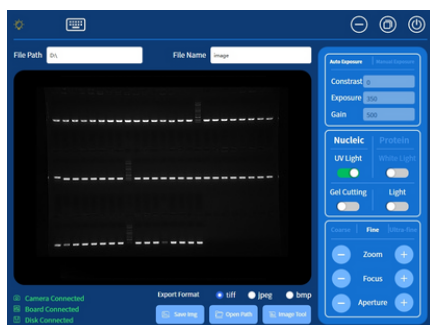 File Path D:\ File Name image
Auto Exposure Manual Exposure
Constrast 0
Exposure 350
Gain 500
Nucleic Protein
UV Light White Light
Gel Cutting Light
Coarse Fine Ultra-fine
Zoom
Focus
Aperture
Camera Connected
Board Connected
Disk Connected
Export Format tiff jpeg bmp
Save Img Open Path Image Tool